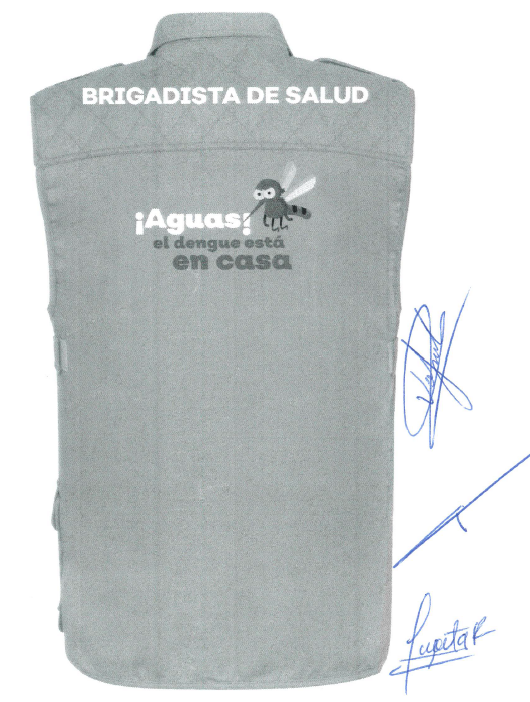 BRIGADISTA DE SALUD
¡Aguas!
el dengue está
en casa
Lupita R